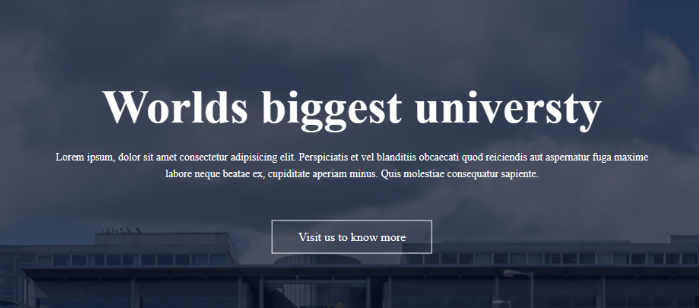 Worlds biggest universty
Lorem ipsum, dolor sit amet consectetur adipisicing elit. Perspiciatis et vel blanditiis obcaecati quod reiciendis aut aspernatur fuga maxime
labore neque beatae ex, cupiditate aperiam minus. Quis molestiae consequatur sapiente.
Visit us to know more